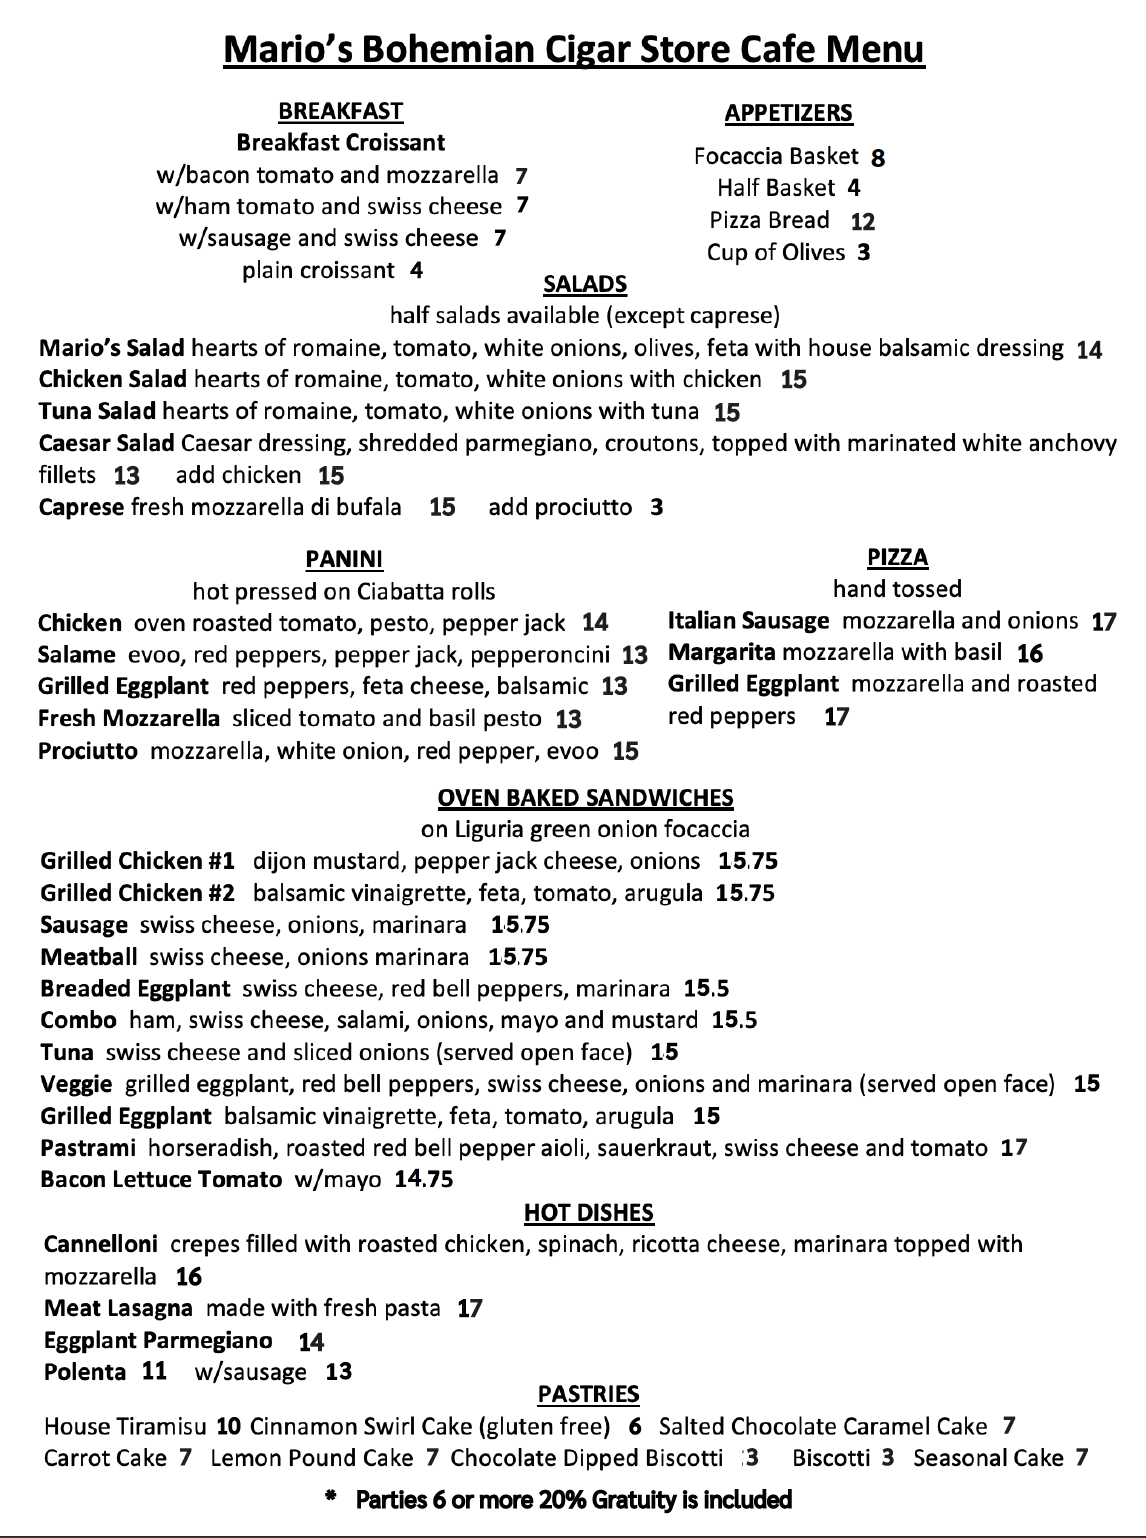 Mario's Bohemian Cigar Store Cafe Menu
BREAKFAST
Breakfast Croissant
w/bacon tomato and mozzarella 7
w/ham tomato and swiss cheese 7
w/sausage and swiss cheese 7
plain croissant 4
APPETIZERS
Focaccia Basket 8
Half Basket 4
Pizza Bread 12
Cup of Olives 3
SALADS
half salads available (except caprese)
Mario's Salad hearts of romaine, tomato, white onions, olives, feta with house balsamic dressing 14
Chicken Salad hearts of romaine, tomato, white onions with chicken 15
Tuna Salad hearts of romaine, tomato, white onions with tuna 15
Caesar Salad Caesar dressing, shredded parmegiano, croutons, topped with marinated white anchovy
fillets 13 add chicken 15
Caprese fresh mozzarella di bufala 15 add prociutto 3
PANINI
hot pressed on Ciabatta rolls
Chicken oven roasted tomato, pesto, pepper jack 14
Salame evoo, red peppers, pepper jack, pepperoncini 13
Grilled Eggplant red peppers, feta cheese, balsamic 13
Fresh Mozzarella sliced tomato and basil pesto 13
Prociutto mozzarella, white onion, red pepper, evoo 15
PIZZA
hand tossed
Italian Sausage mozzarella and onions 17
Margarita mozzarella with basil 16
Grilled Eggplant mozzarella and roasted
red peppers 17
OVEN BAKED SANDWICHES
on Liguria green onion focaccia
Grilled Chicken #1 dijon mustard, pepper jack cheese, onions 15.75
Grilled Chicken #2 balsamic vinaigrette, feta, tomato, arugula 15.75
Sausage swiss cheese, onions, marinara 15.75
Meatball swiss cheese, onions marinara 15.75
Breaded Eggplant swiss cheese, red bell peppers, marinara 15.5
Combo ham, swiss cheese, salami, onions, mayo and mustard 15.5
Tuna swiss cheese and sliced onions (served open face) 15
Veggie grilled eggplant, red bell peppers, swiss cheese, onions and marinara (served open face) 15
Grilled Eggplant balsamic vinaigrette, feta, tomato, arugula 15
Pastrami horseradish, roasted red bell pepper aioli, sauerkraut, swiss cheese and tomato 17
Bacon Lettuce Tomato w/mayo 14.75
HOT DISHES
Cannelloni crepes filled with roasted chicken, spinach, ricotta cheese, marinara topped with
mozzarella 16
Meat Lasagna made with fresh pasta 17
Eggplant Parmegiano 14
Polenta 11 w/sausage 13
PASTRIES
House Tiramisu 10 Cinnamon Swirl Cake (gluten free) 6 Salted Chocolate Caramel Cake 7
Carrot Cake 7 Lemon Pound Cake 7 Chocolate Dipped Biscotti 3 Biscotti 3 Seasonal Cake 7
* Parties 6 or more 20% Gratuity is included